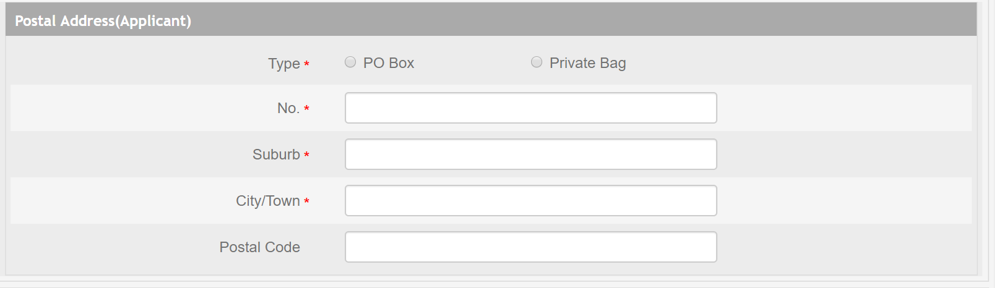 Postal Address(Applicant)
Type * PO Box Private Bag
No. *
Suburb *
City/Town *
Postal Code